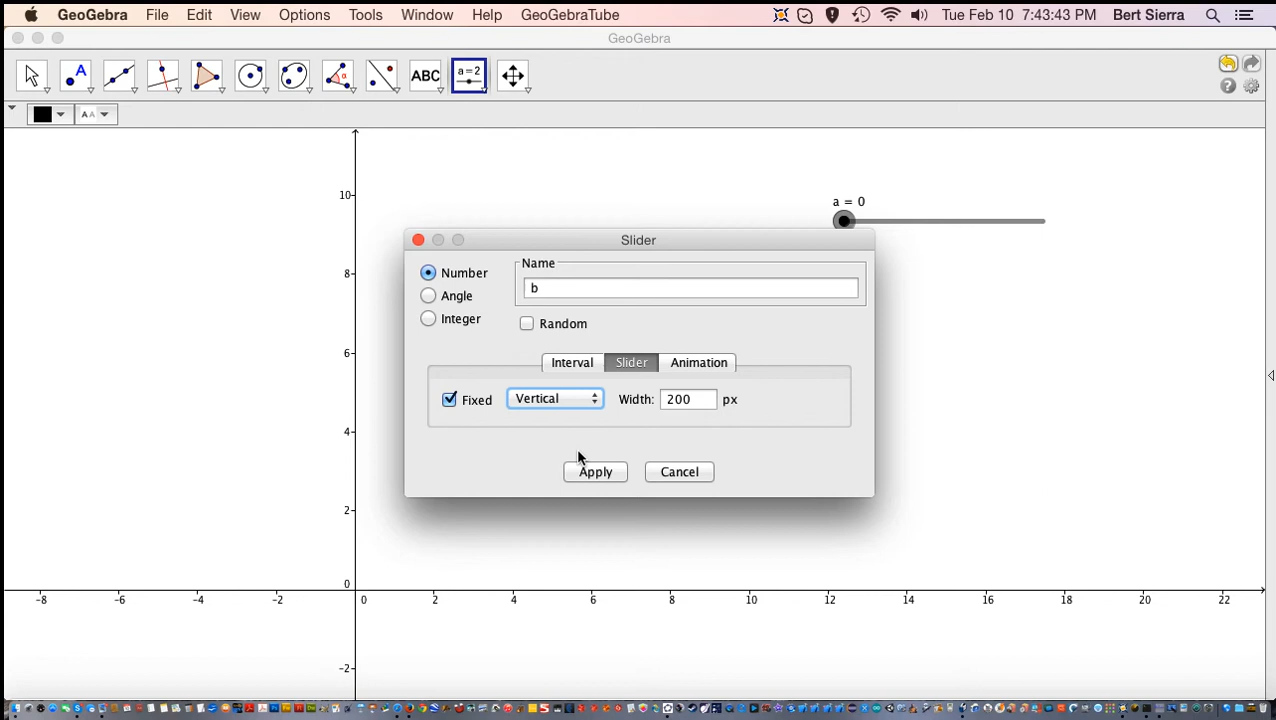 GeoGebra File Slide View Options Tools Window Help GeoGebraTube Tue Feb 10 7:43:43 PM Bert Sierra
GeoGebra
A α ABC a=2
?
A A
10
8
6
4
2
0
-2
a = 0
Slider
Number
Angle
Integer
Name
b
Random
Interval Slider Animation
Fixed Vertical Width: 200 px
Apply Cancel
-8 -6 -4 -2 0 2 4 6 8 10 12 14 16 18 20 22